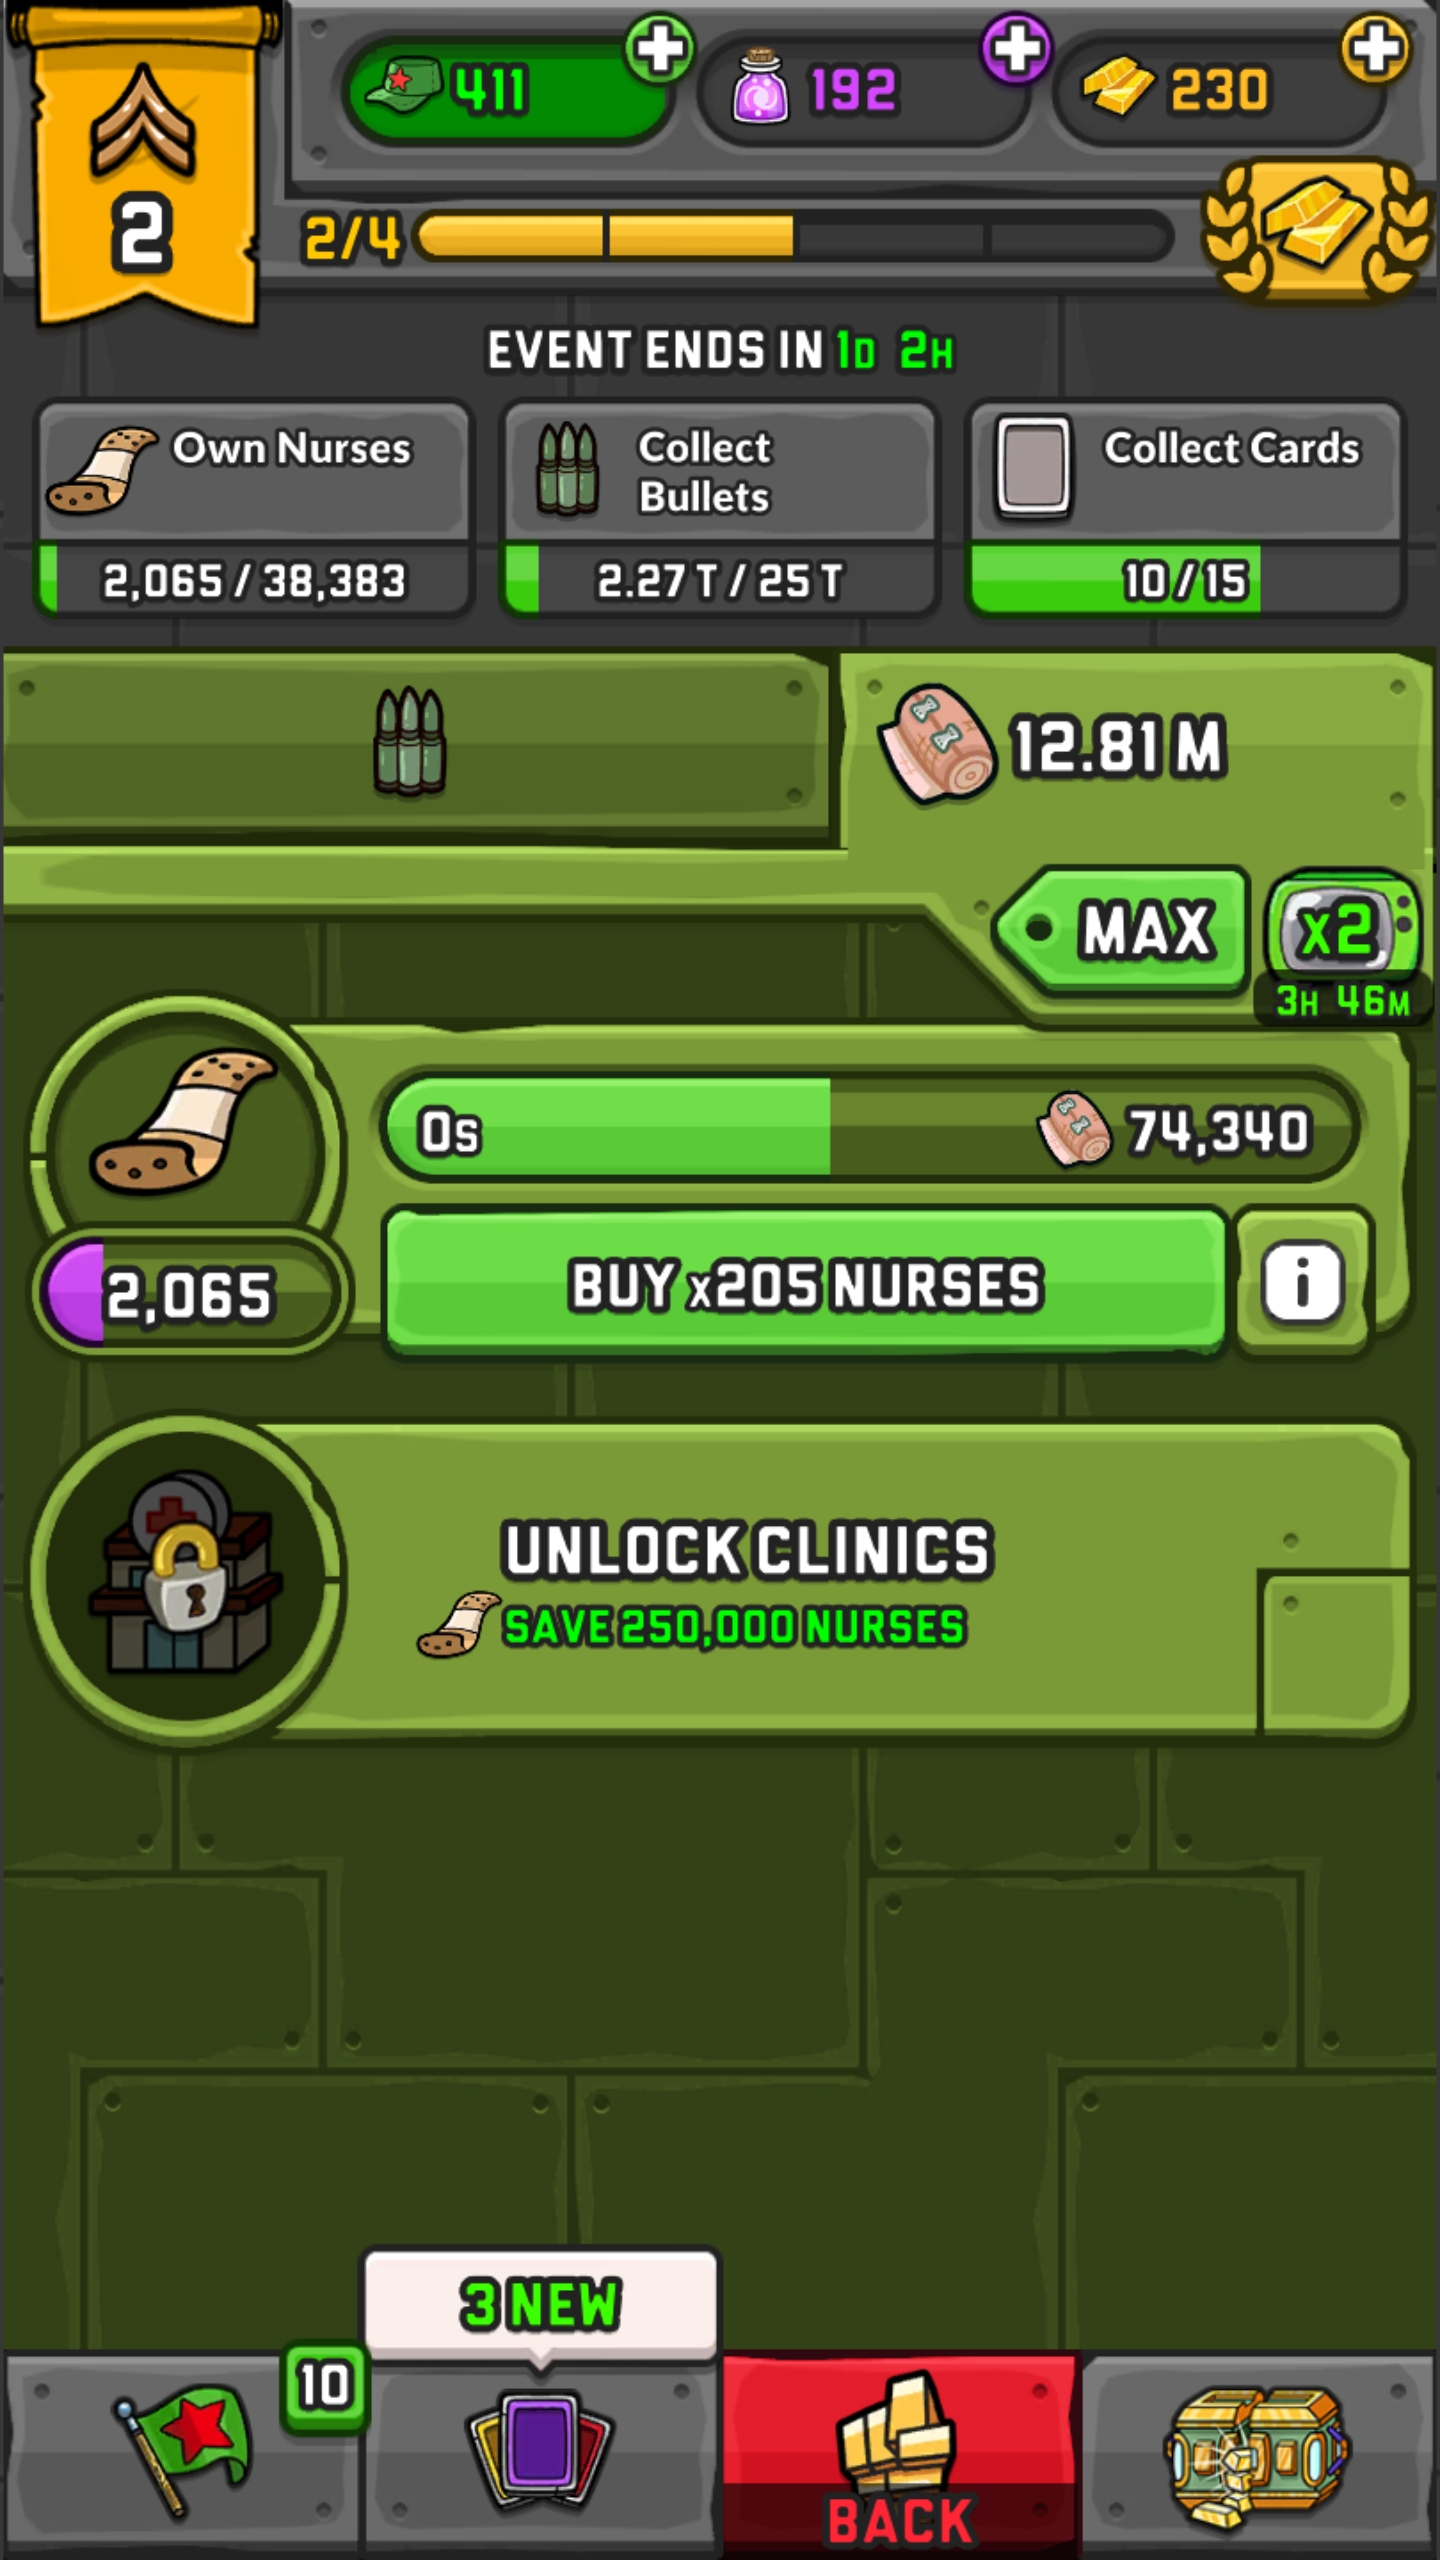 411
192
230
2
2/4
EVENT ENDS IN 1D 2H
Own Nurses
2,065 / 38,383
Collect
Bullets
2.27 T / 25 T
Collect Cards
10 / 15
12.81 M
MAX
x2
3H 46M
0s
74,340
2,065
BUY x205 NURSES
i
UNLOCK CLINICS
SAVE 250,000 NURSES
3 NEW
10
BACK